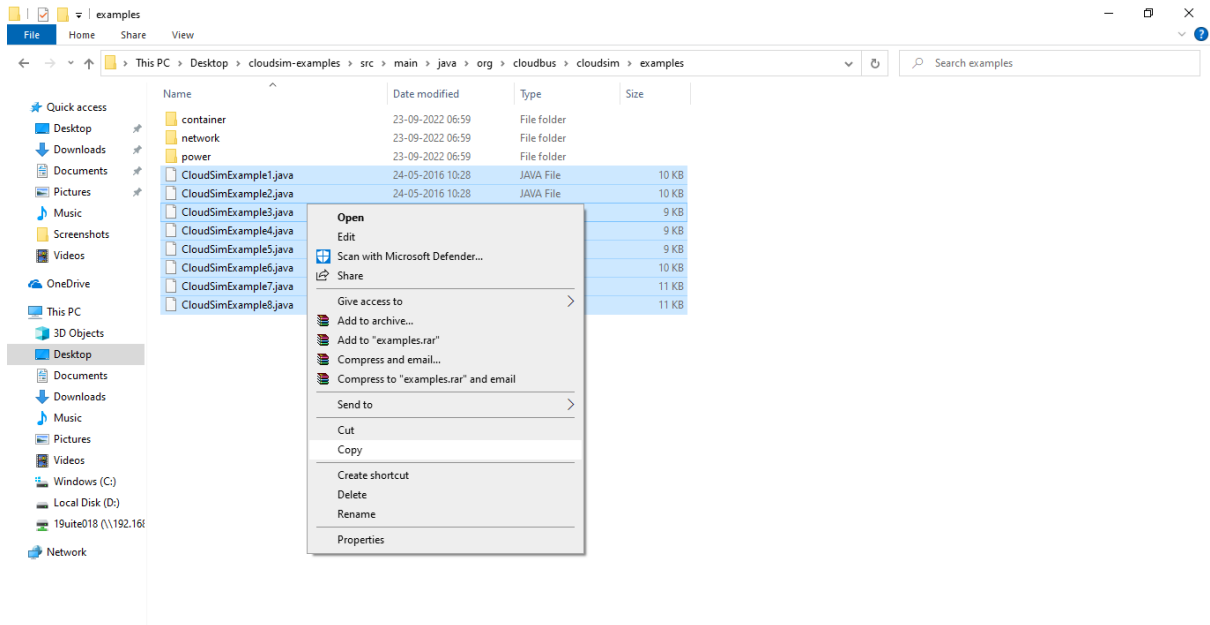 examples
File Home Share View
This PC > Desktop > cloudsim-examples > src > main > java > org > cloudbus > cloudsim > examples
Search examples
Name Date modified Type Size
Quick access
Desktop
Downloads
Documents
Pictures
Music
Screenshots
Videos
OneDrive
This PC
3D Objects
Desktop
Documents
Downloads
Music
Pictures
Videos
Windows (C:)
Local Disk (D:)
19uite018 (\\192.168
Network
container 23-09-2022 06:59 File folder
network 23-09-2022 06:59 File folder
power 23-09-2022 06:59 File folder
CloudSimExample1.java 24-05-2016 10:28 JAVA File 10 KB
CloudSimExample2.java 24-05-2016 10:28 JAVA File 10 KB
CloudSimExample3.java 9 KB
CloudSimExample4.java 9 KB
CloudSimExample5.java 9 KB
CloudSimExample6.java 10 KB
CloudSimExample7.java 11 KB
CloudSimExample8.java 11 KB
Open
Edit
Scan with Microsoft Defender...
Share
Give access to
Add to archive...
Add to "examples.rar"
Compress and email...
Compress to "examples.rar" and email
Send to
Cut
Copy
Create shortcut
Delete
Rename
Properties